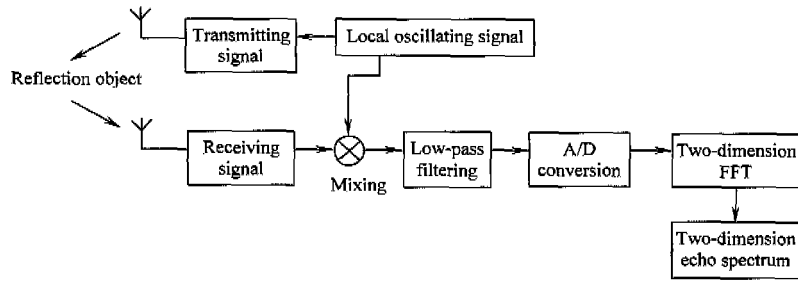 Transmitting
signal
Local oscillating signal
Reflection object
Receiving
signal
Mixing
Low-pass
filtering
A/D
conversion
Two-dimension
FFT
Two-dimension
echo spectrum